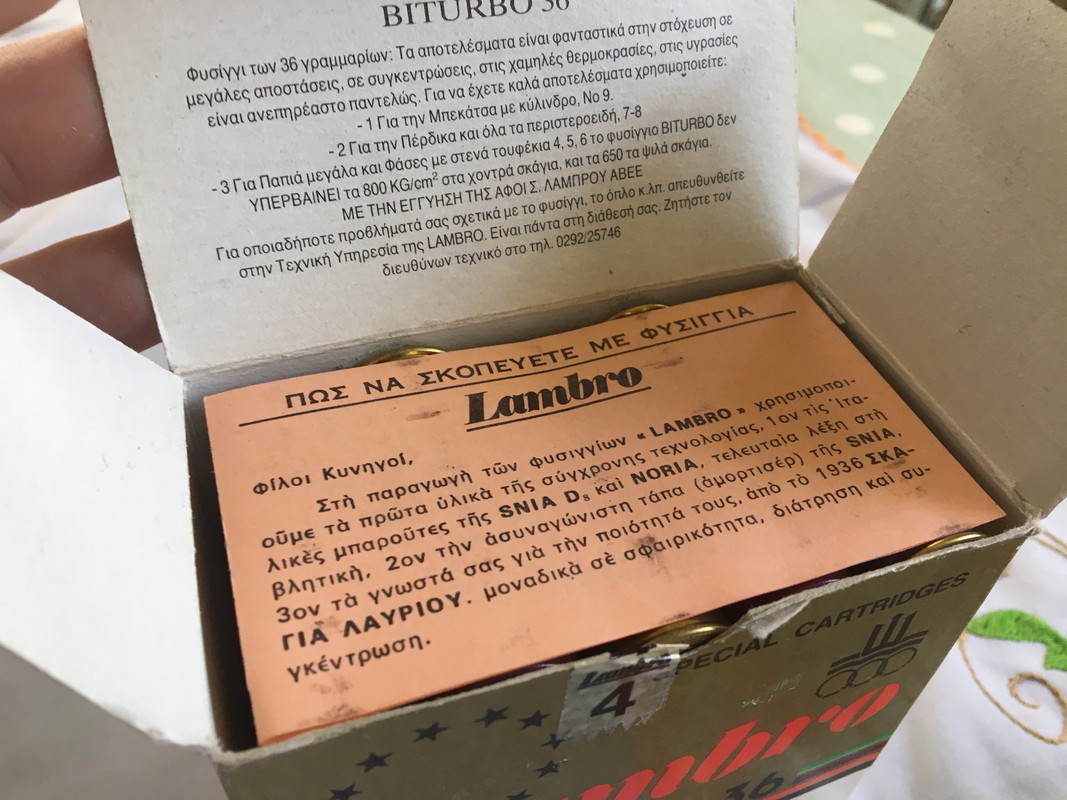 BITURBO 36
Φυσίγγι των 36 γραμμαρίων: Τα αποτελέσματα είναι φανταστικά στην στόχευση σε
μεγάλες αποστάσεις, σε συγκεντρώσεις, στις χαμηλές θερμοκρασίες, στις υγρασίες
είναι ανεπηρέαστο παντελώς. Για να έχετε καλά αποτελέσματα χρησιμοποιείτε:
- 1 Για την Μπεκάτσα με κύλινδρο, Νο 9.
- 2 Για την Πέρδικα και όλα τα περιστεροειδή, 7-8
- 3 Για Παπιά μεγάλα και Φάσες με στενά τουφέκια 4, 5, 6 το φυσίγγιο BITURBO δεν
ΥΠΕΡΒΑΙΝΕΙ τα 800 KG/cm² στα χοντρά σκάγια, και τα 650 τα ψιλά σκάγια.
ΜΕ ΤΗΝ ΕΓΓΥΗΣΗ ΤΗΣ ΑΦΟΙ Σ. ΛΑΜΠΡΟΥ ΑΒΕΕ
Για οποιαδήποτε προβλήματά σας σχετικά με το φυσίγγι, το όπλο κ.λπ. απευθυνθείτε
στην Τεχνική Υπηρεσία της LAMBRO. Είναι πάντα στη διάθεσή σας. Ζητήστε τον
διευθύνων τεχνικό στο τηλ. 0292/25746
ΠΩΣ ΝΑ ΣΚΟΠΕΥΕΤΕ ΜΕ ΦΥΣΙΓΓΙΑ
Lambro
Φίλοι Κυνηγοί,
Στὴ παραγωγὴ τῶν φυσιγγίων « LAMBRO » χρησιμοποι-
οῦμε τὰ πρῶτα ὑλικὰ τῆς σύγχρονης τεχνολογίας, 1ον τὶς Ἰτα-
λικὲς μπαροῦτες τῆς SNIA D₈ καὶ NORIA, τελευταία λέξη στὴ
βλητικὴ, 2ον τὴν ἀσυναγώνιστη τάπα (ἀμορτισέρ) τῆς SNIA,
3ον τὰ γνωστά σας γιὰ τὴν ποιότητά τους, ἀπὸ τὸ 1936 ΣΚΑ-
ΓΙΑ ΛΑΥΡΙΟΥ. μοναδικὰ σὲ σφαιρικότητα, διάτρηση καὶ συ-
γκέντρωση.
SPECIAL CARTRIDGES
Lambro
4
36